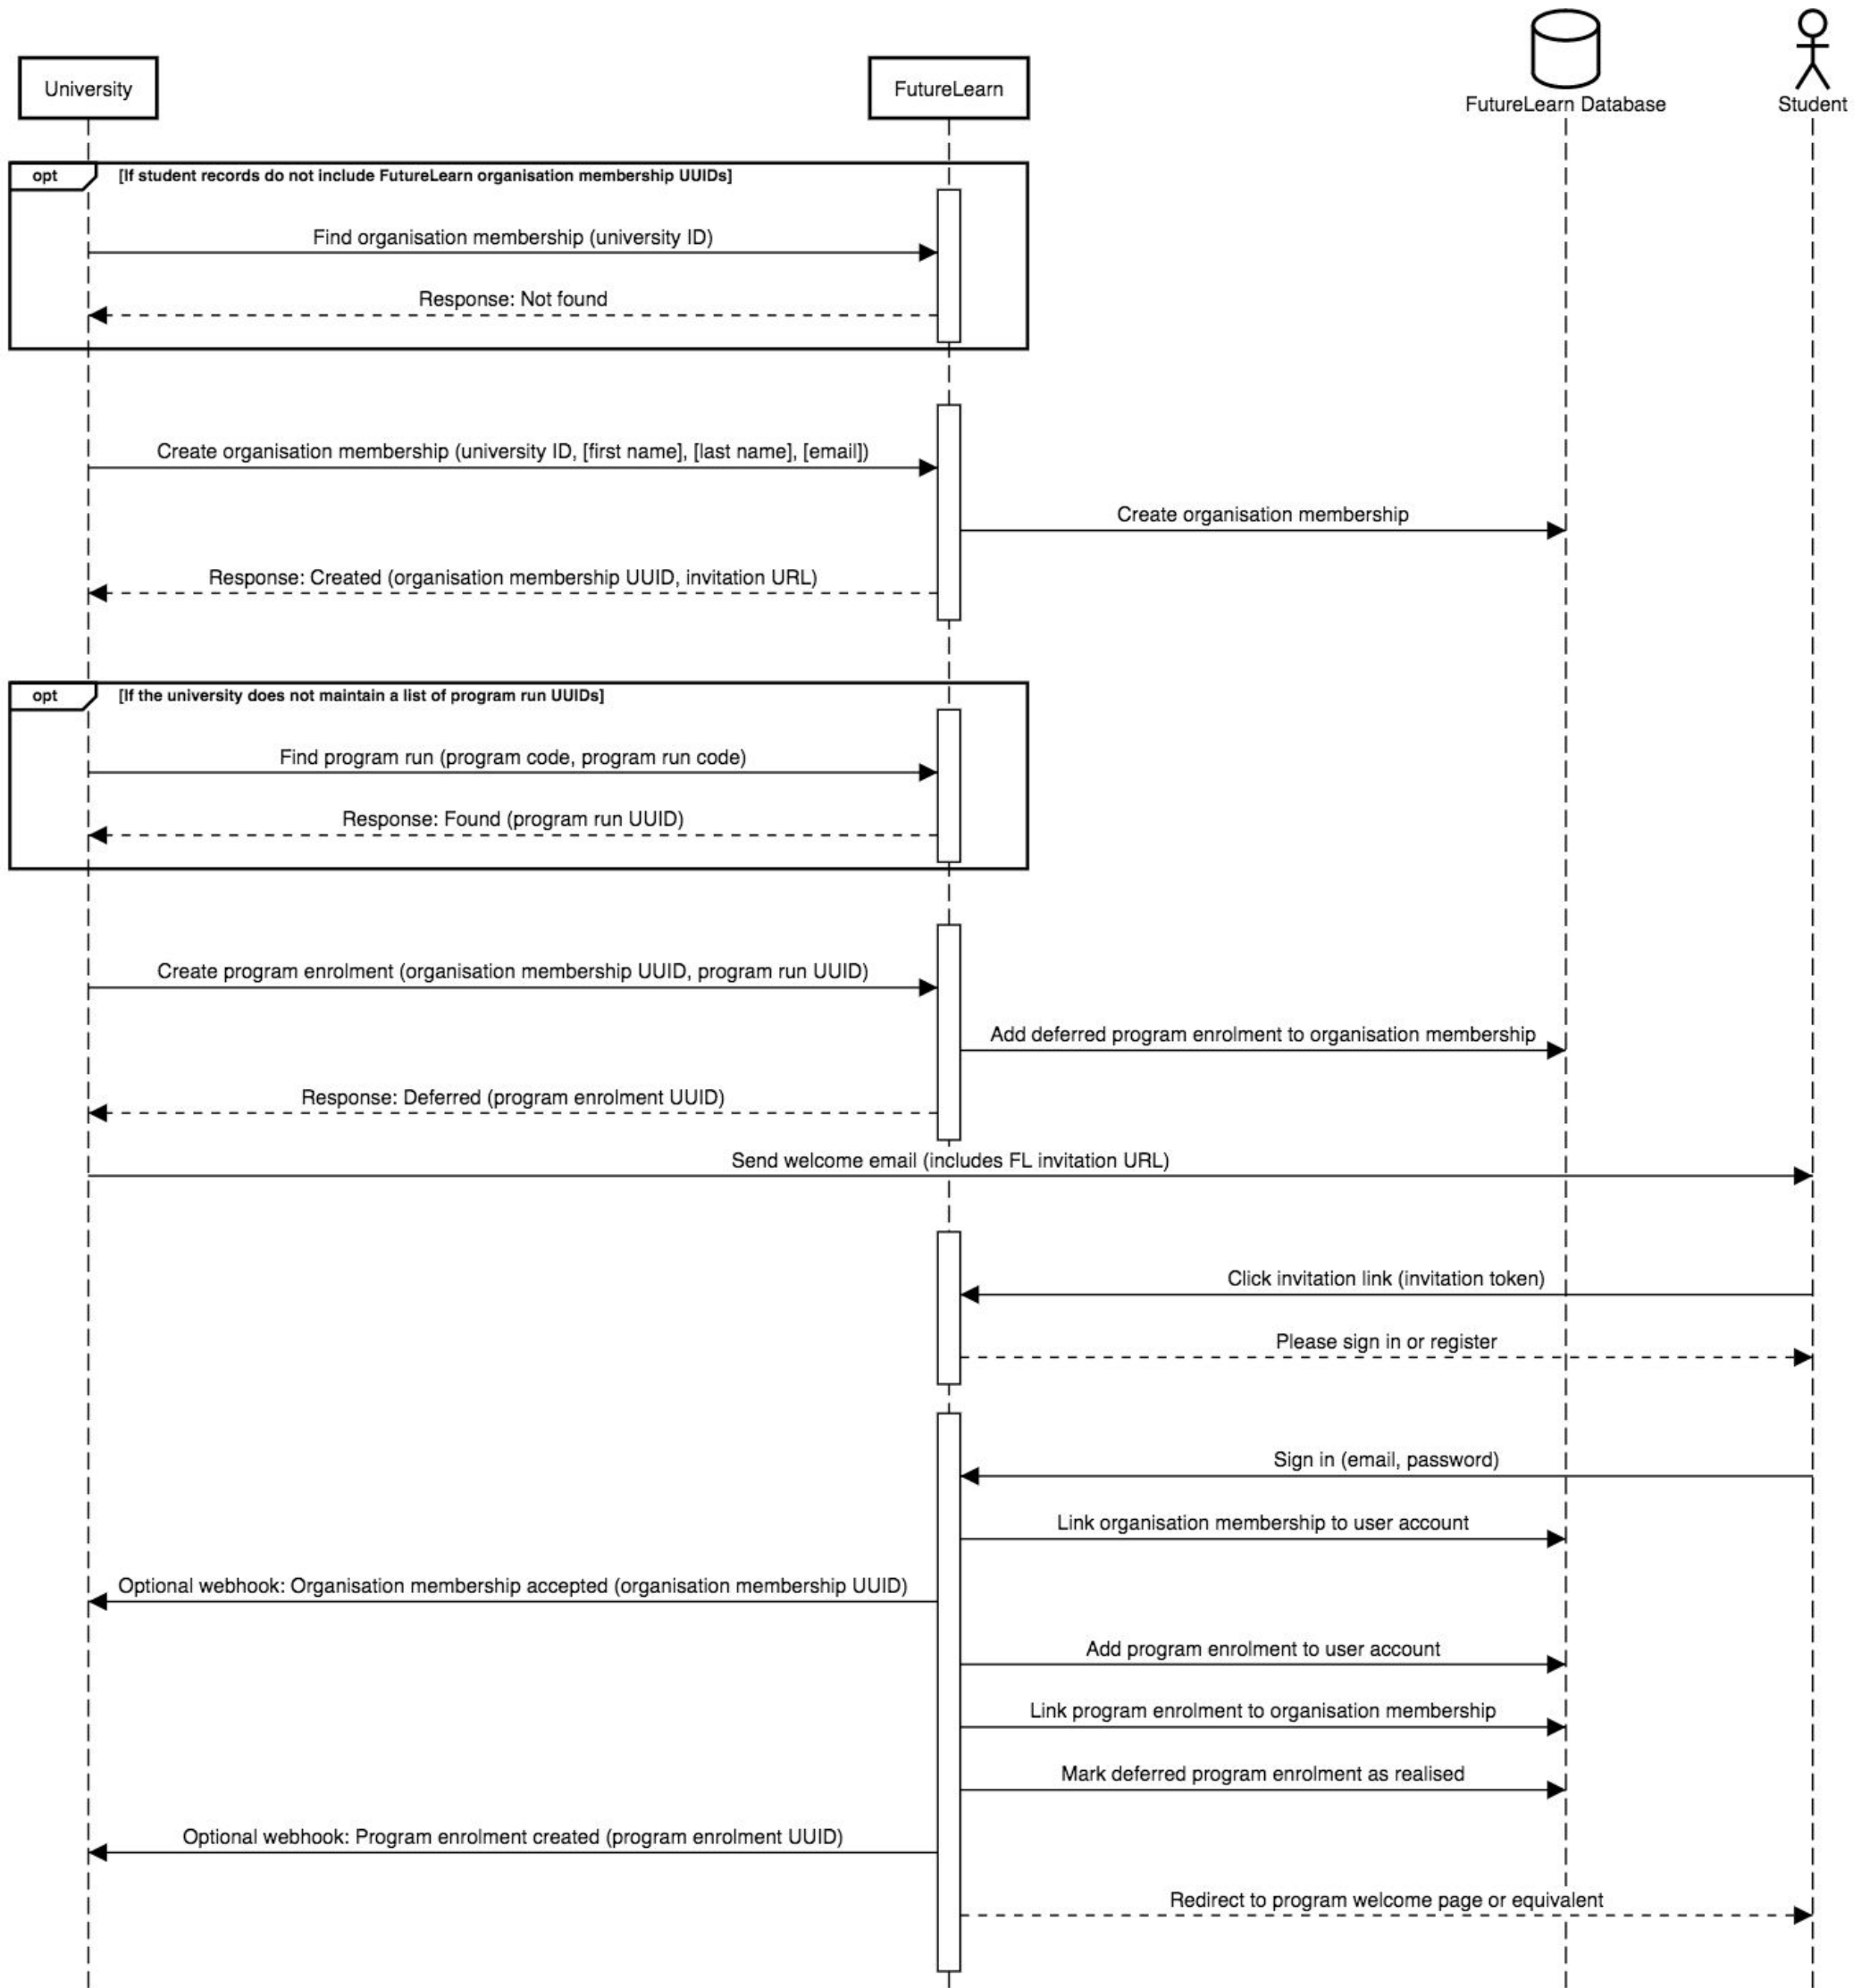 University
FutureLearn
FutureLearn Database
Student
opt
[If student records do not include FutureLearn organisation membership UUIDs]
Find organisation membership (university ID)
Response: Not found
Create organisation membership (university ID, [first name], [last name], [email])
Create organisation membership
Response: Created (organisation membership UUID, invitation URL)
opt
[If the university does not maintain a list of program run UUIDs]
Find program run (program code, program run code)
Response: Found (program run UUID)
Create program enrolment (organisation membership UUID, program run UUID)
Add deferred program enrolment to organisation membership
Response: Deferred (program enrolment UUID)
Send welcome email (includes FL invitation URL)
Click invitation link (invitation token)
Please sign in or register
Sign in (email, password)
Link organisation membership to user account
Optional webhook: Organisation membership accepted (organisation membership UUID)
Add program enrolment to user account
Link program enrolment to organisation membership
Mark deferred program enrolment as realised
Optional webhook: Program enrolment created (program enrolment UUID)
Redirect to program welcome page or equivalent